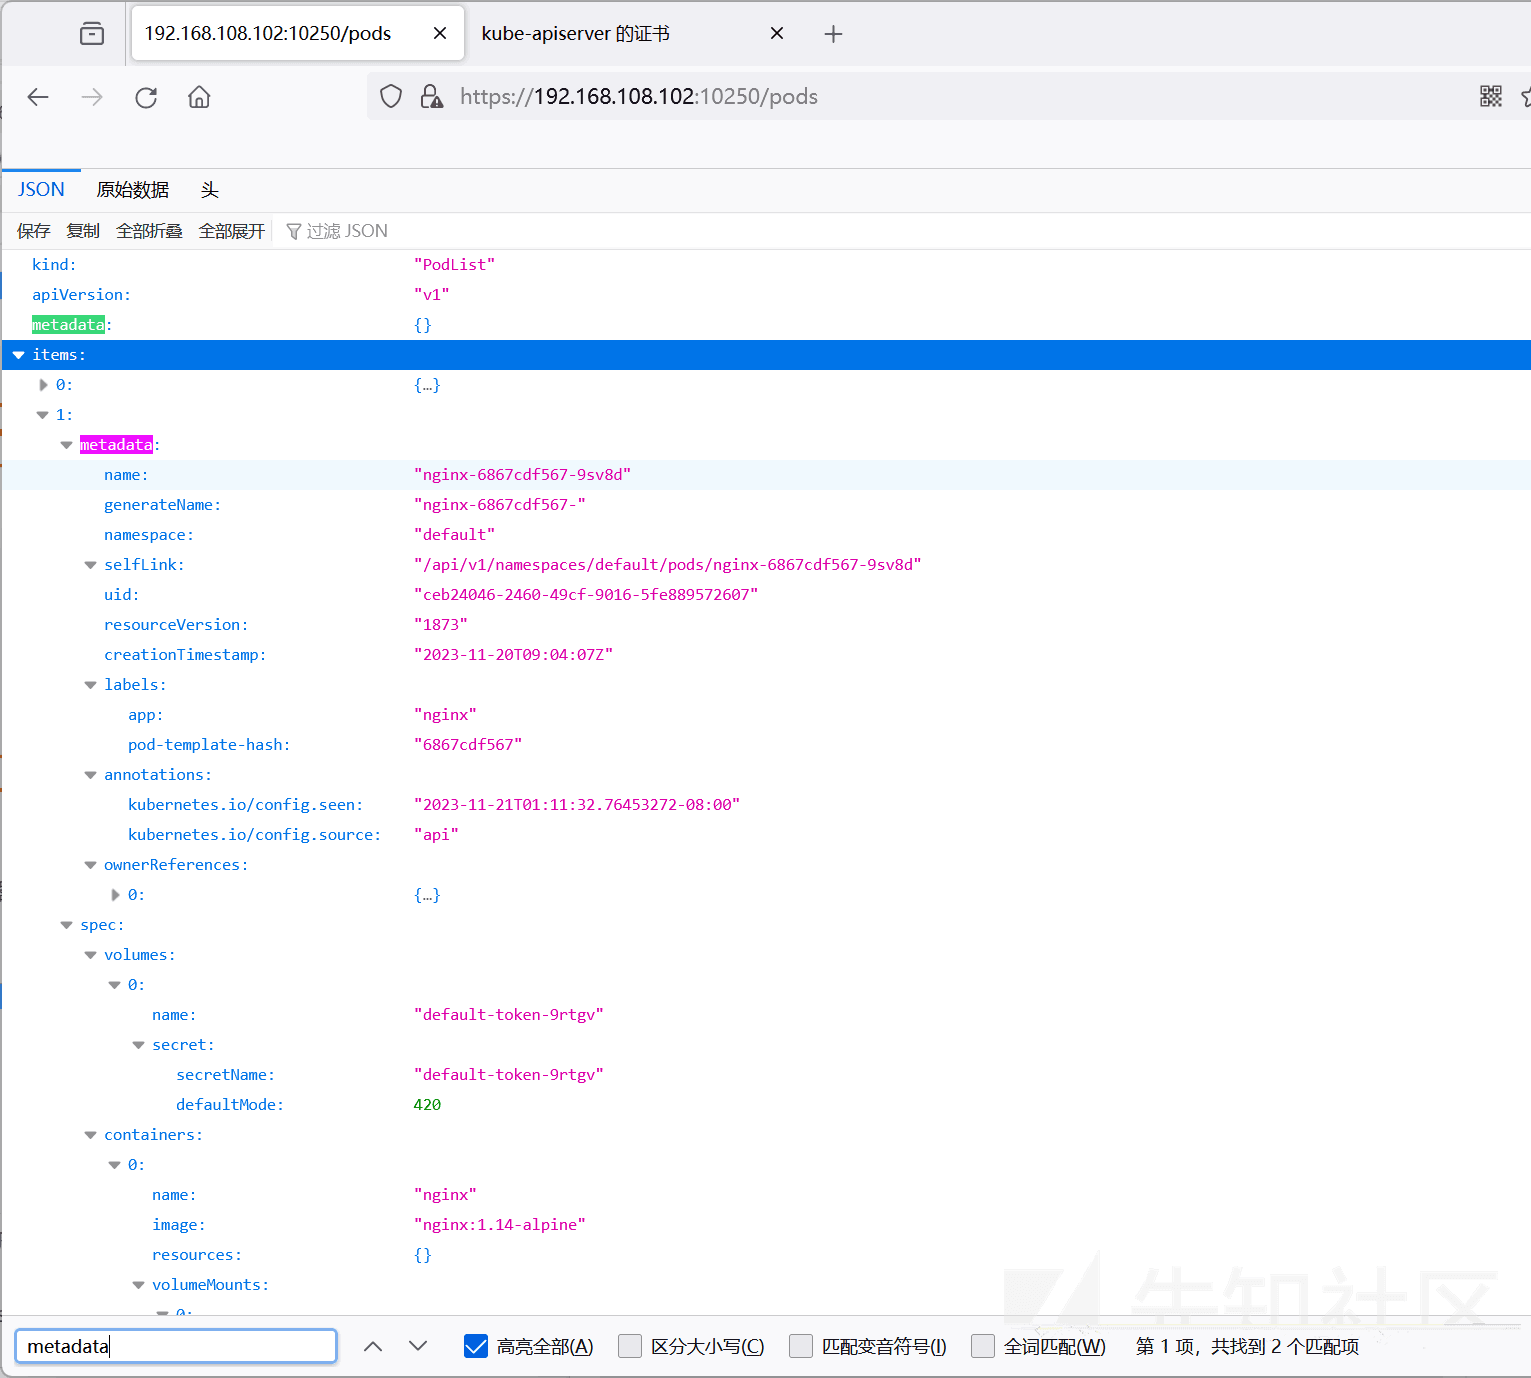 192.168.108.102:10250/pods
kube-apiserver 的证书
https://192.168.108.102:10250/pods
JSON 原始数据 头
保存 复制 全部折叠 全部展开 过滤 JSON
kind: "PodList"
apiVersion: "v1"
metadata: {}
items:
0: {…}
1:
metadata:
name: "nginx-6867cdf567-9sv8d"
generateName: "nginx-6867cdf567-"
namespace: "default"
selfLink: "/api/v1/namespaces/default/pods/nginx-6867cdf567-9sv8d"
uid: "ceb24046-2460-49cf-9016-5fe889572607"
resourceVersion: "1873"
creationTimestamp: "2023-11-20T09:04:07Z"
labels:
app: "nginx"
pod-template-hash: "6867cdf567"
annotations:
kubernetes.io/config.seen: "2023-11-21T01:11:32.76453272-08:00"
kubernetes.io/config.source: "api"
ownerReferences:
0: {…}
spec:
volumes:
0:
name: "default-token-9rtgv"
secret:
secretName: "default-token-9rtgv"
defaultMode: 420
containers:
0:
name: "nginx"
image: "nginx:1.14-alpine"
resources: {}
volumeMounts:
0:
先知社区
metadata 高亮全部(A) 区分大小写(C) 匹配变音符号(I) 全词匹配(W) 第 1 项，共找到 2 个匹配项